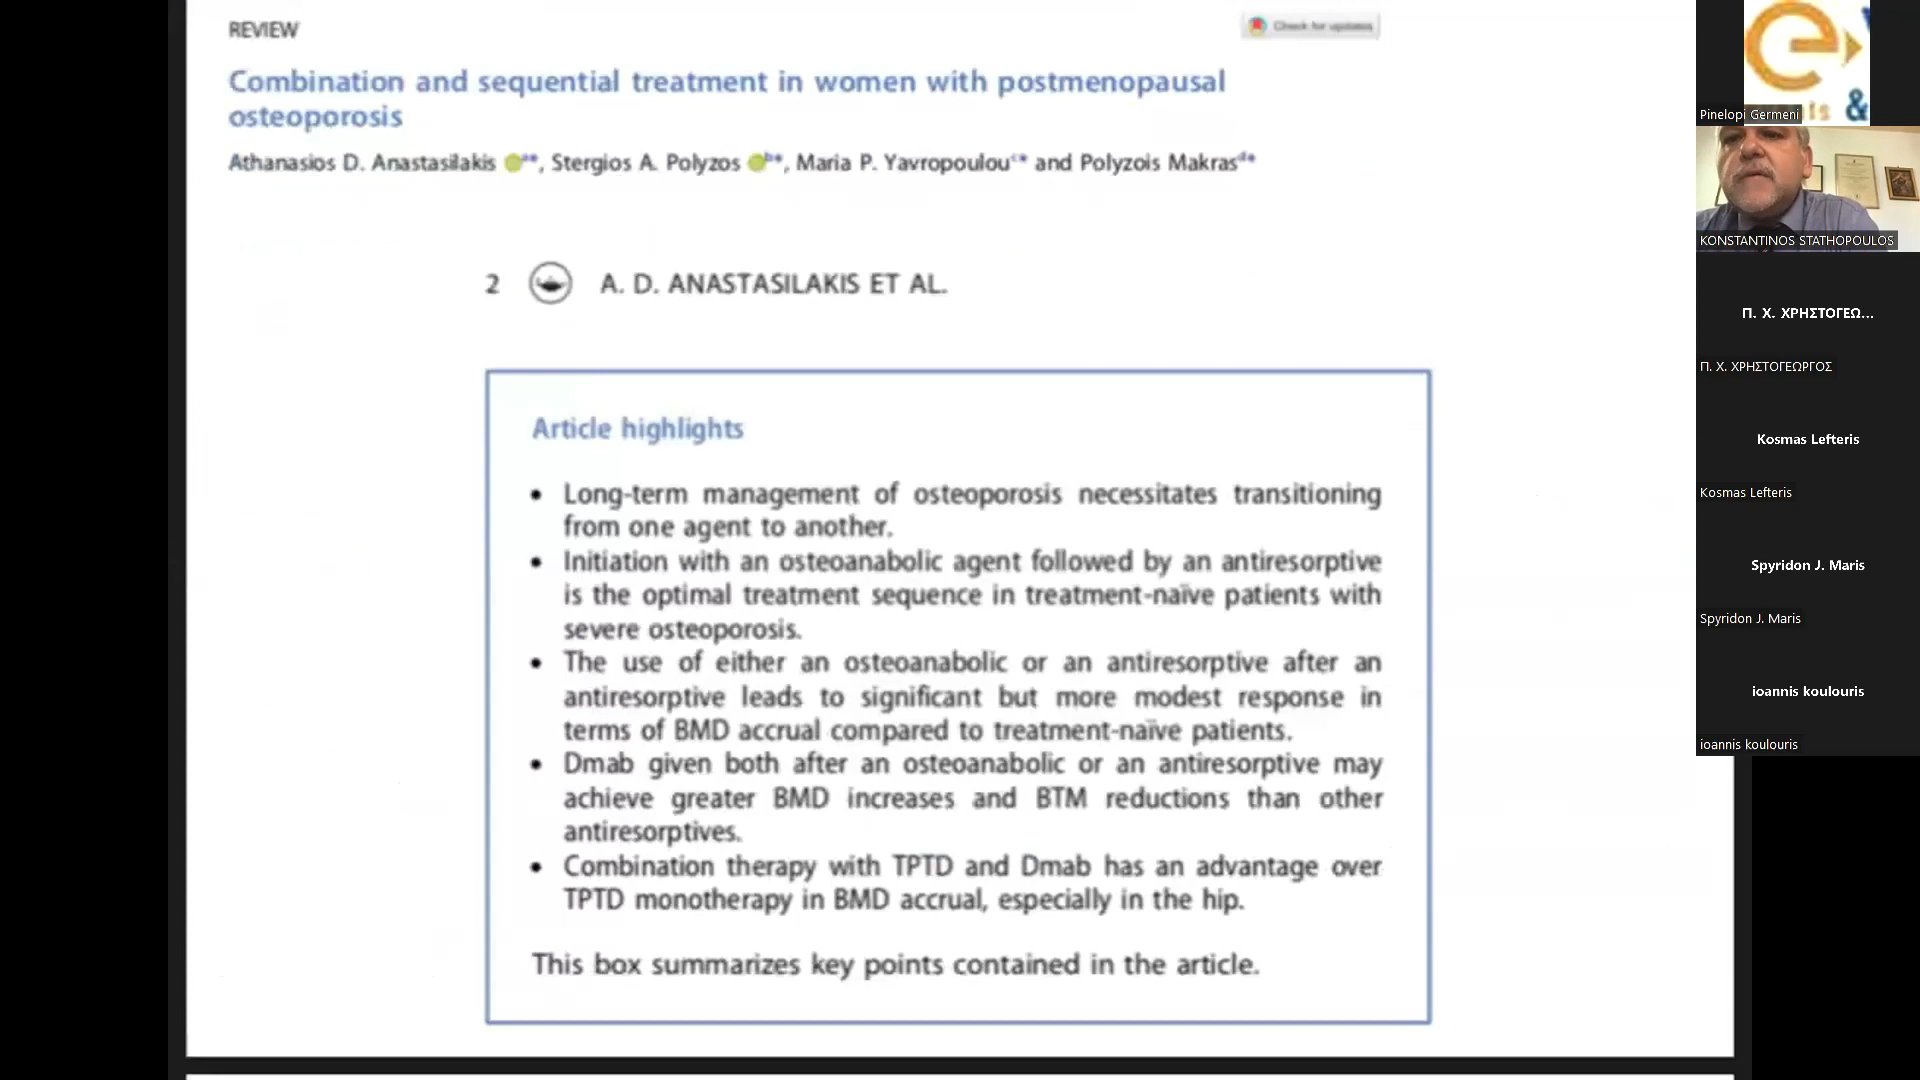 REVIEW
Check for updates
Combination and sequential treatment in women with postmenopausal
osteoporosis
Athanasios D. Anastasilakis, Stergios A. Polyzos, Maria P. Yavropoulou and Polyzois Makras
2 A. D. ANASTASILAKIS ET AL.
Article highlights
• Long-term management of osteoporosis necessitates transitioning
from one agent to another.
• Initiation with an osteoanabolic agent followed by an antiresorptive
is the optimal treatment sequence in treatment-naïve patients with
severe osteoporosis.
• The use of either an osteoanabolic or an antiresorptive after an
antiresorptive leads to significant but more modest response in
terms of BMD accrual compared to treatment-naïve patients.
• Dmab given both after an osteoanabolic or an antiresorptive may
achieve greater BMD increases and BTM reductions than other
antiresorptives.
• Combination therapy with TPTD and Dmab has an advantage over
TPTD monotherapy in BMD accrual, especially in the hip.
This box summarizes key points contained in the article.
&
Pinelopi Germeni
KONSTANTINOS STATHOPOULOS
Π. Χ. ΧΡΗΣΤΟΓΕΩ...
Π. Χ. ΧΡΗΣΤΟΓΕΩΡΓΟΣ
Kosmas Lefteris
Kosmas Lefteris
Spyridon J. Maris
Spyridon J. Maris
ioannis koulouris
ioannis koulouris